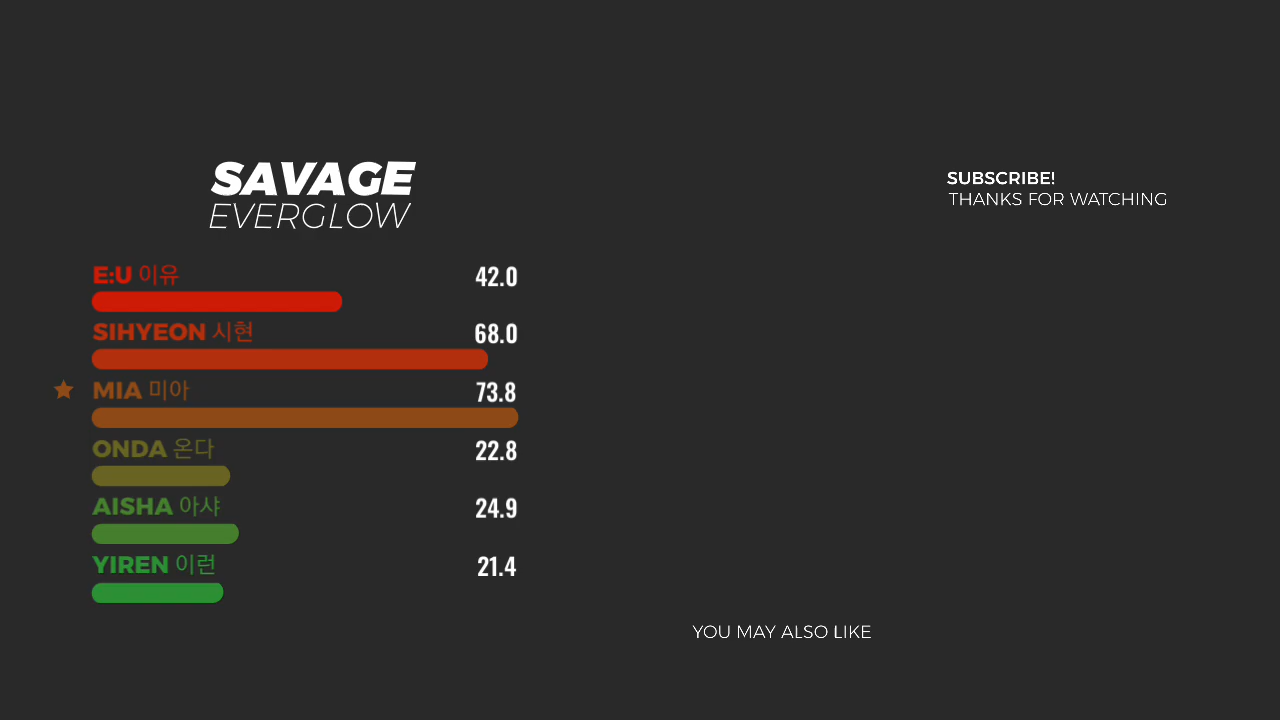 SAVAGE
EVERGLOW
E:U 이유 42.0
SIHYEON 시현 68.0
MIA 미아 73.8
ONDA 온다 22.8
AISHA 아샤 24.9
YIREN 이런 21.4
SUBSCRIBE!
THANKS FOR WATCHING
YOU MAY ALSO LIKE